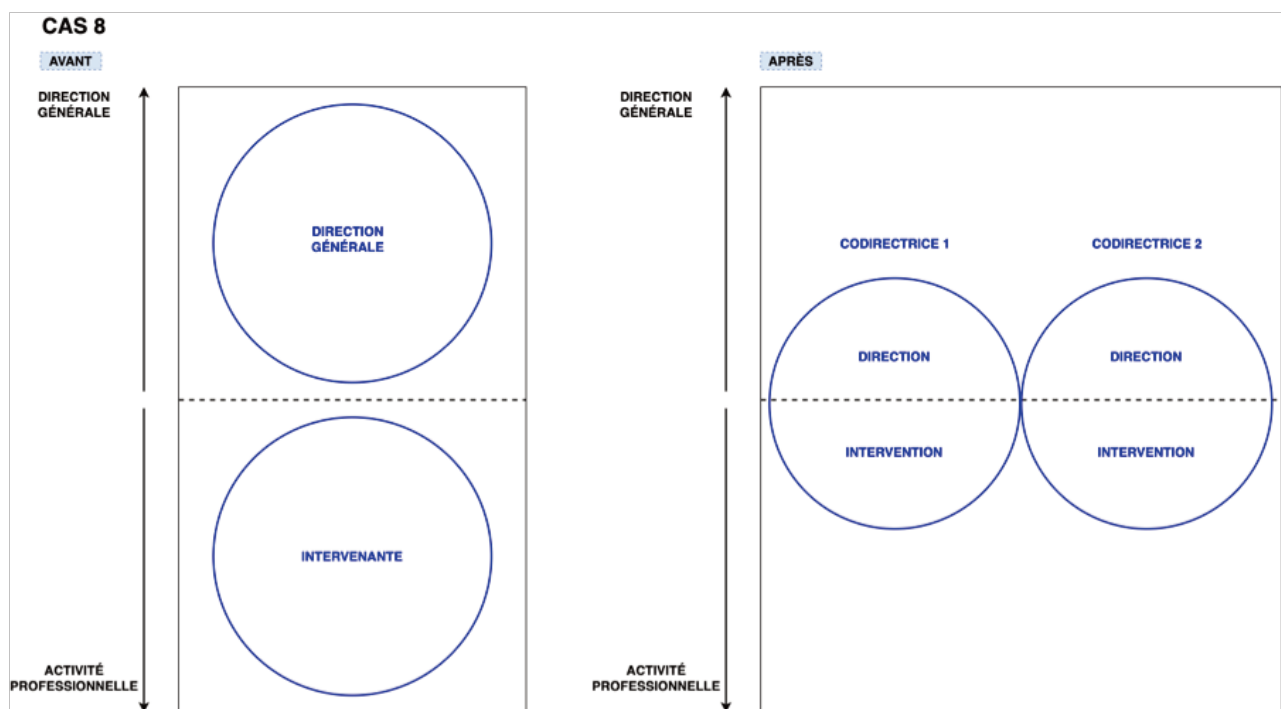 CAS 8
AVANT
DIRECTION
GÉNÉRALE
DIRECTION
GÉNÉRALE
INTERVENANTE
ACTIVITÉ
PROFESSIONNELLE
APRÈS
DIRECTION
GÉNÉRALE
CODIRECTRICE 1
CODIRECTRICE 2
DIRECTION
DIRECTION
INTERVENTION
INTERVENTION
ACTIVITÉ
PROFESSIONNELLE